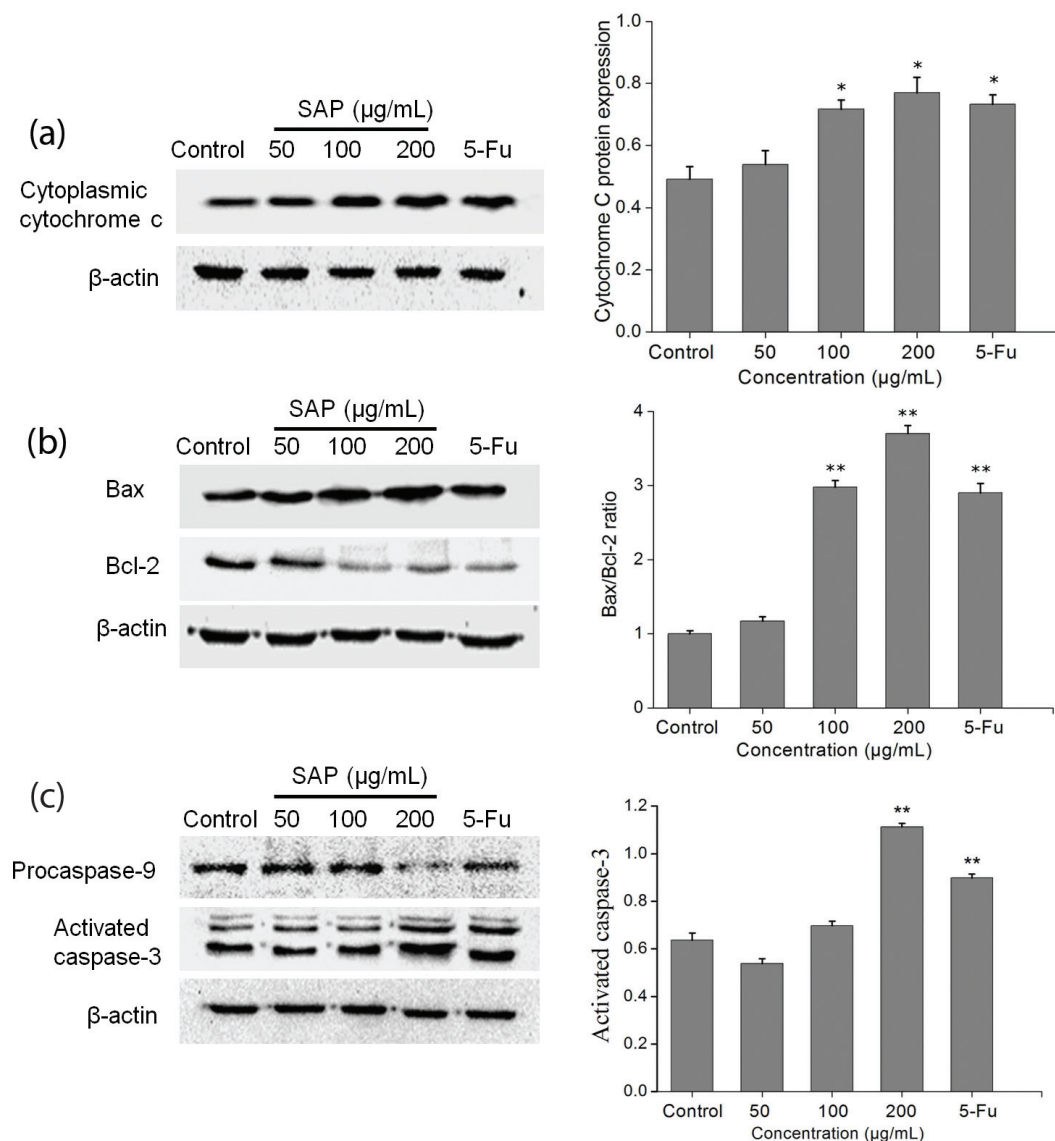 (a)
SAP (µg/mL)
Control 50 100 200 5-Fu
Cytoplasmic
cytochrome c
β-actin
Cytochrome C protein expression
1.0
0.8
0.6
0.4
0.2
0.0
* * *
Control 50 100 200 5-Fu
Concentration (µg/mL)
(b)
SAP (µg/mL)
Control 50 100 200 5-Fu
Bax
Bcl-2
β-actin
Bax/Bcl-2 ratio
4
3
2
1
0
** ** **
Control 50 100 200 5-Fu
Concentration (µg/mL)
(c)
SAP (µg/mL)
Control 50 100 200 5-Fu
Procaspase-9
Activated
caspase-3
β-actin
Activated caspase-3
1.2
1.0
0.8
0.6
0.4
0.2
0.0
** **
Control 50 100 200 5-Fu
Concentration (µg/mL)